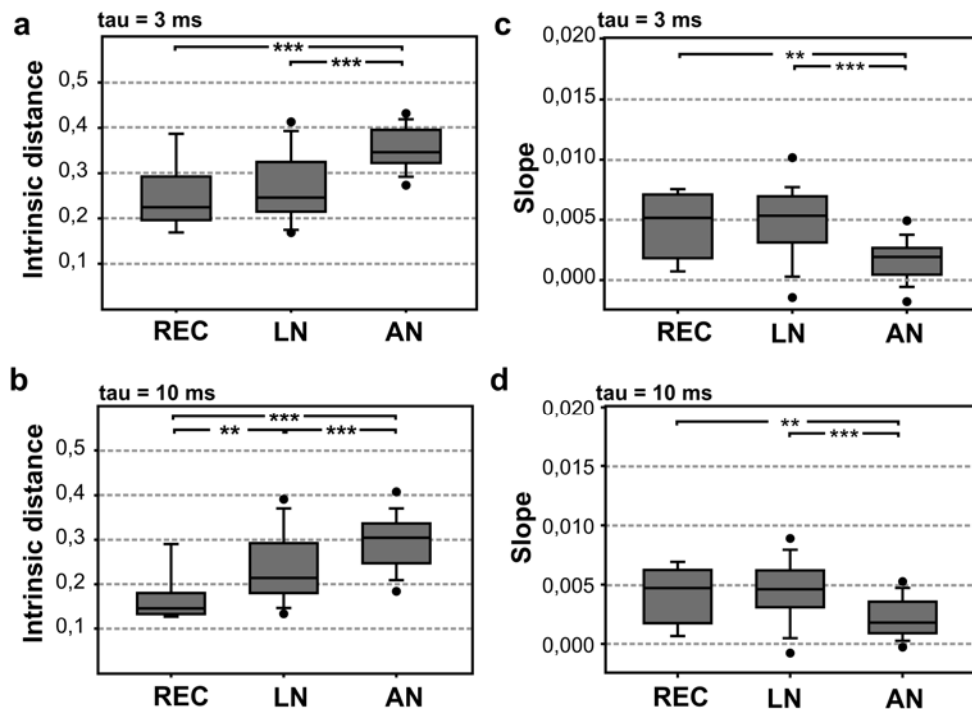 a
tau = 3 ms
Intrinsic distance
0,5
0,4
0,3
0,2
0,1
***
***
REC LN AN
c
tau = 3 ms
Slope
0,020
0,015
0,010
0,005
0,000
**
***
REC LN AN
b
tau = 10 ms
Intrinsic distance
0,5
0,4
0,3
0,2
0,1
***
** ***
REC LN AN
d
tau = 10 ms
Slope
0,020
0,015
0,010
0,005
0,000
**
***
REC LN AN